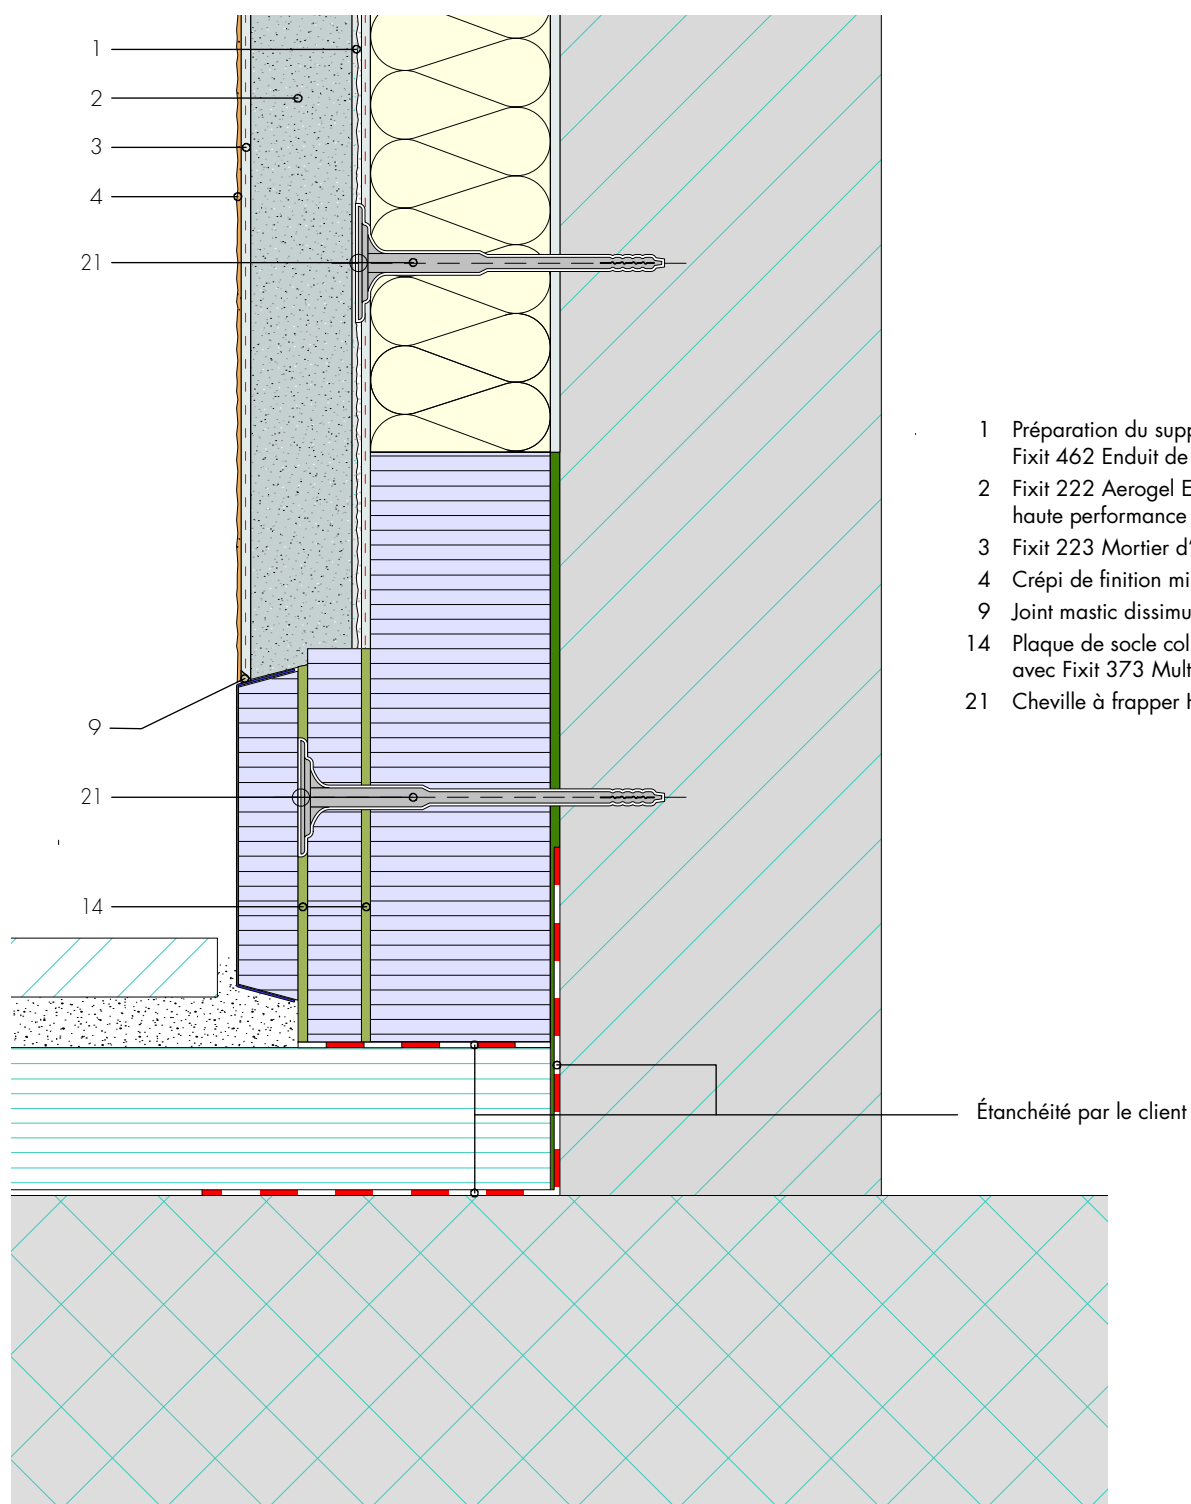 1
2
3
4
21
9
21
14
1 Préparation du supp
Fixit 462 Enduit de
2 Fixit 222 Aerogel E
haute performance
3 Fixit 223 Mortier d'
4 Crépi de finition mi
9 Joint mastic dissimu
14 Plaque de socle col
avec Fixit 373 Mult
21 Cheville à frapper H
Étanchéité par le client